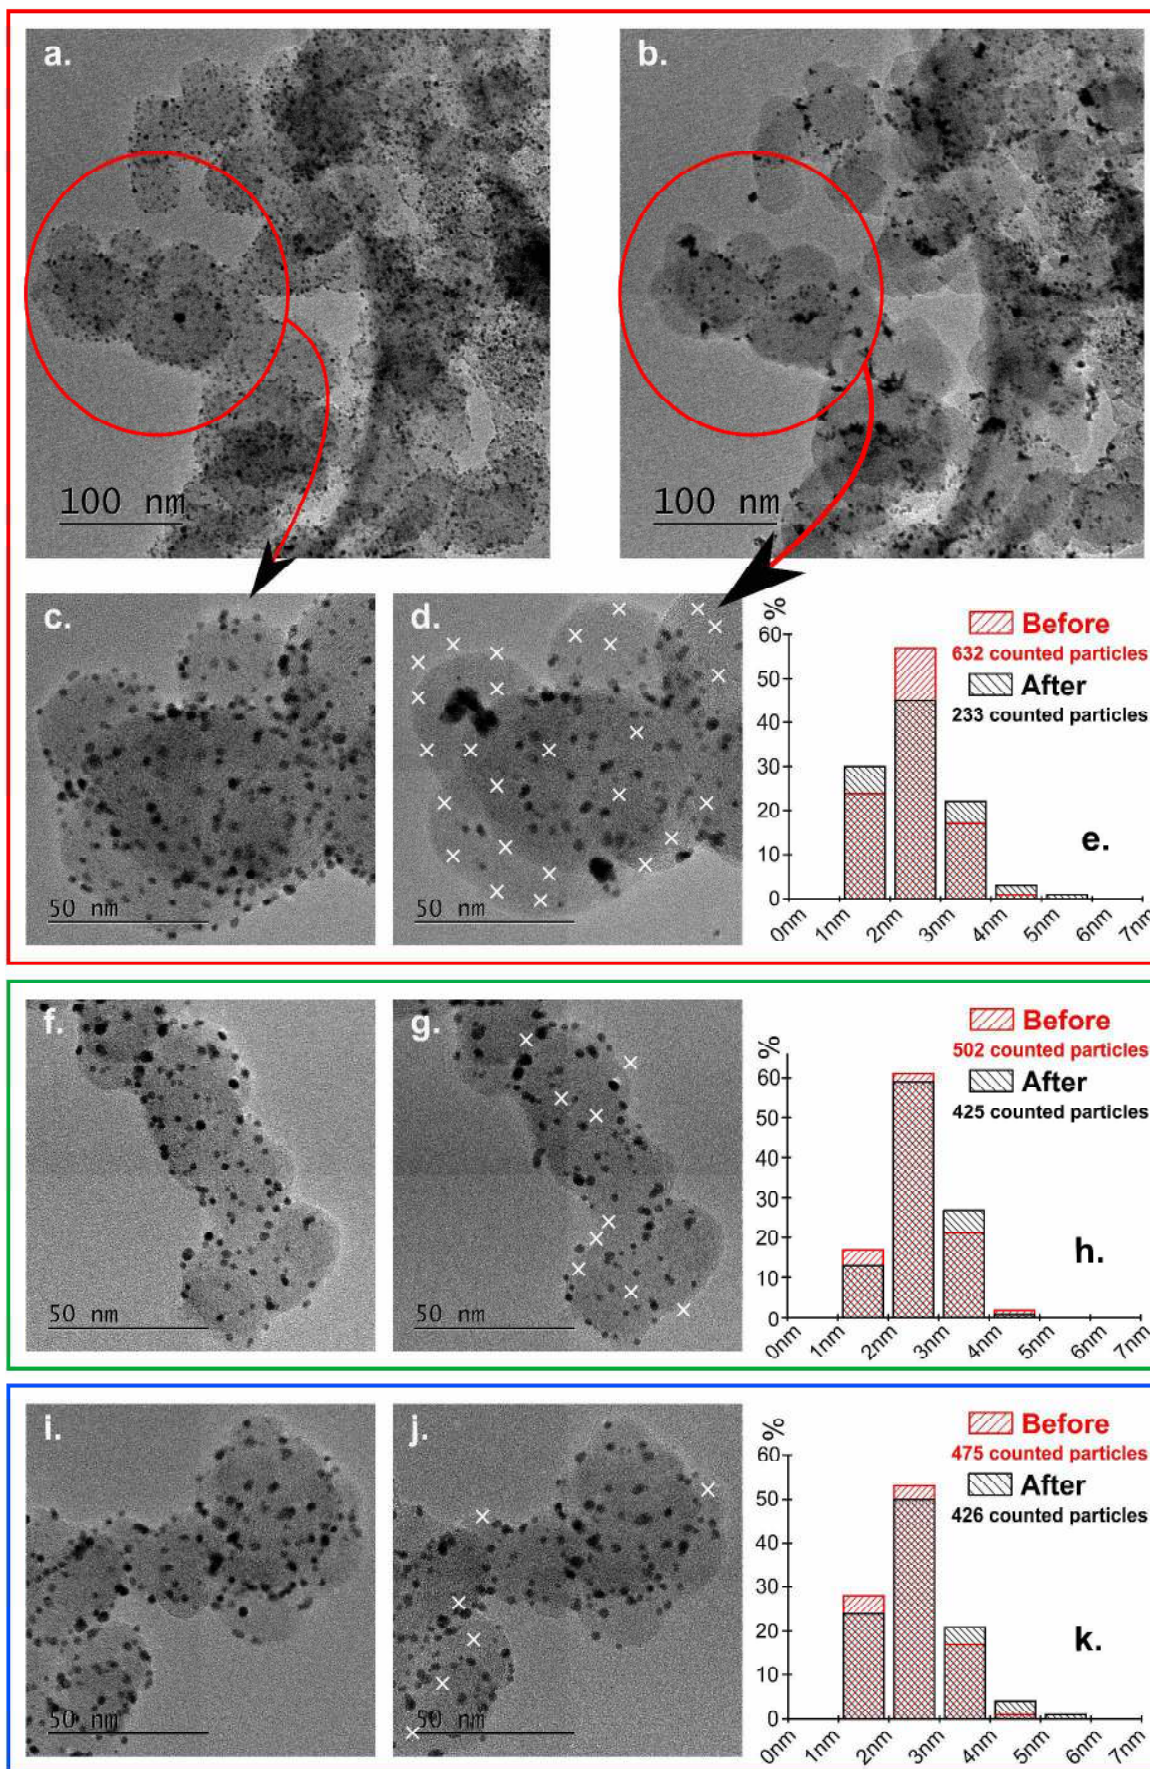 a.
b.
100 nm
100 nm
c.
d.
50 nm
50 nm
%
60
50
40
30
20
10
0
0nm
1nm
2nm
3nm
4nm
5nm
6nm
7nm
Before
632 counted particles
After
233 counted particles
e.
f.
g.
50 nm
50 nm
%
60
50
40
30
20
10
0
0nm
1nm
2nm
3nm
4nm
5nm
6nm
7nm
Before
502 counted particles
After
425 counted particles
h.
i.
j.
50 nm
50 nm
%
60
50
40
30
20
10
0
0nm
1nm
2nm
3nm
4nm
5nm
6nm
7nm
Before
475 counted particles
After
426 counted particles
k.